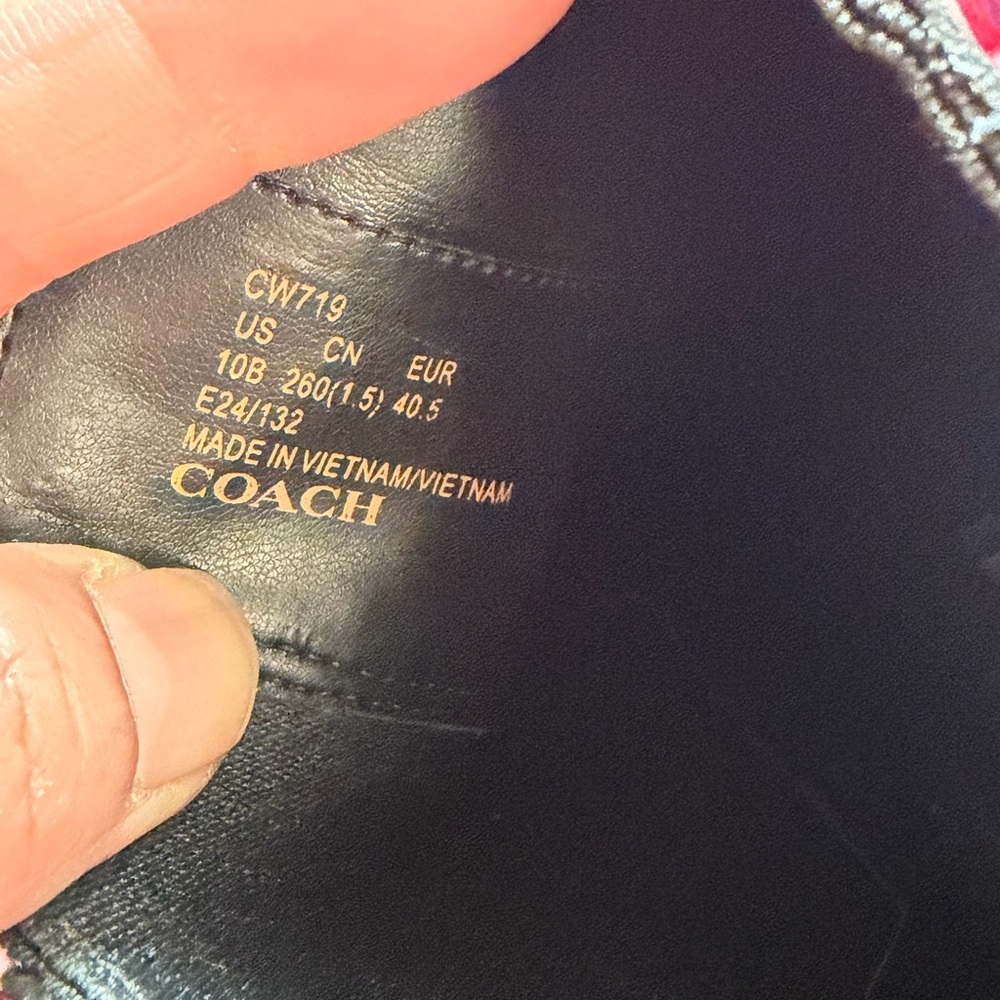 CW719
US CN EUR
10B 260(1.5) 40.5
E24/132
MADE IN VIETNAM/VIETNAM
COACH